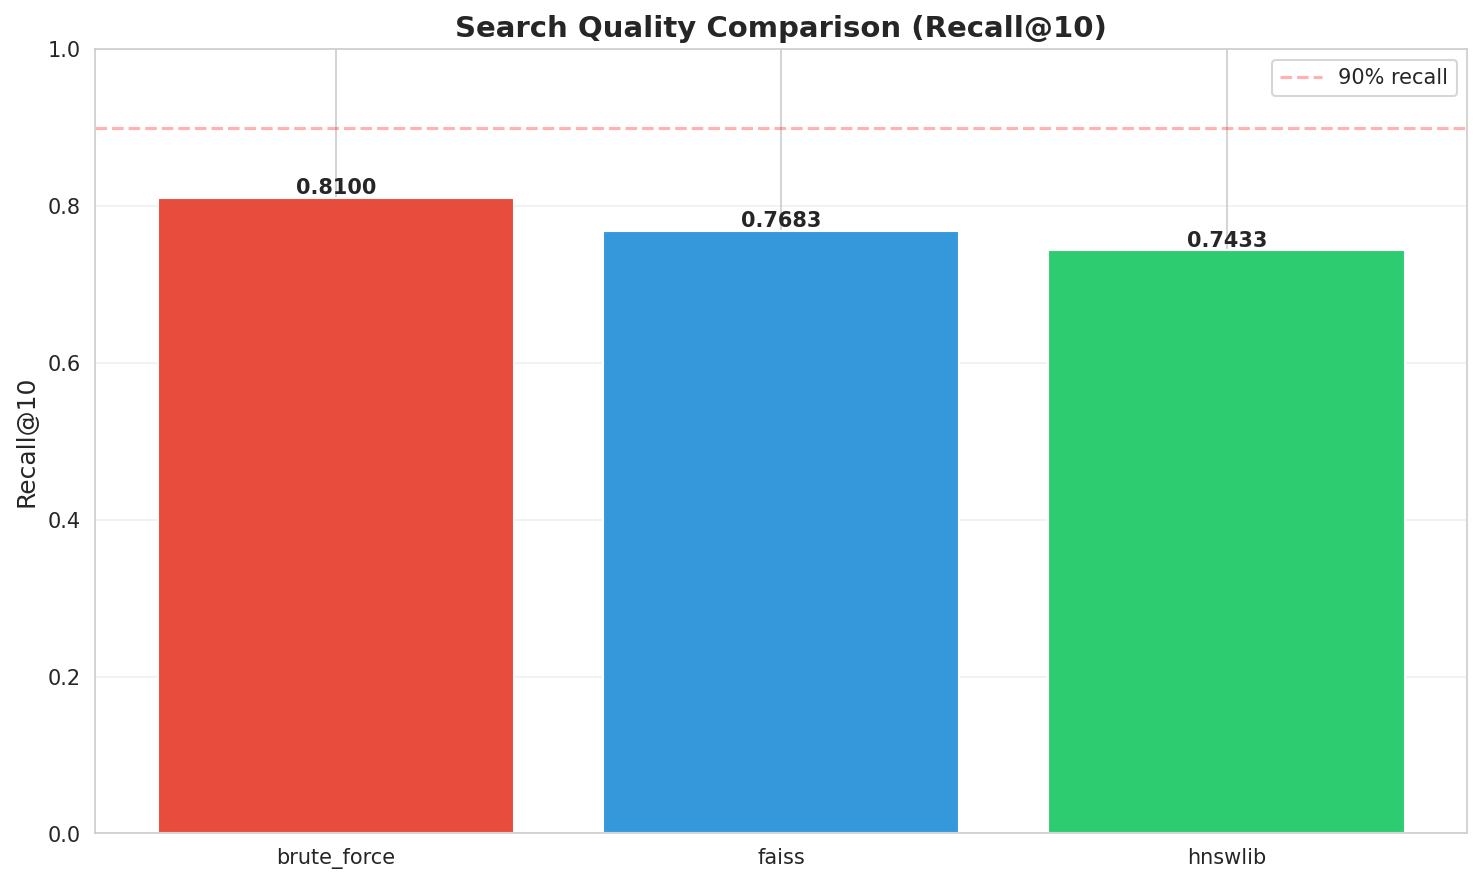 Search Quality Comparison (Recall@10)
1.0
90% recall
0.8100
0.8
0.7683
0.7433
0.6
Recall@10
0.4
0.2
0.0
brute_force
faiss
hnswlib